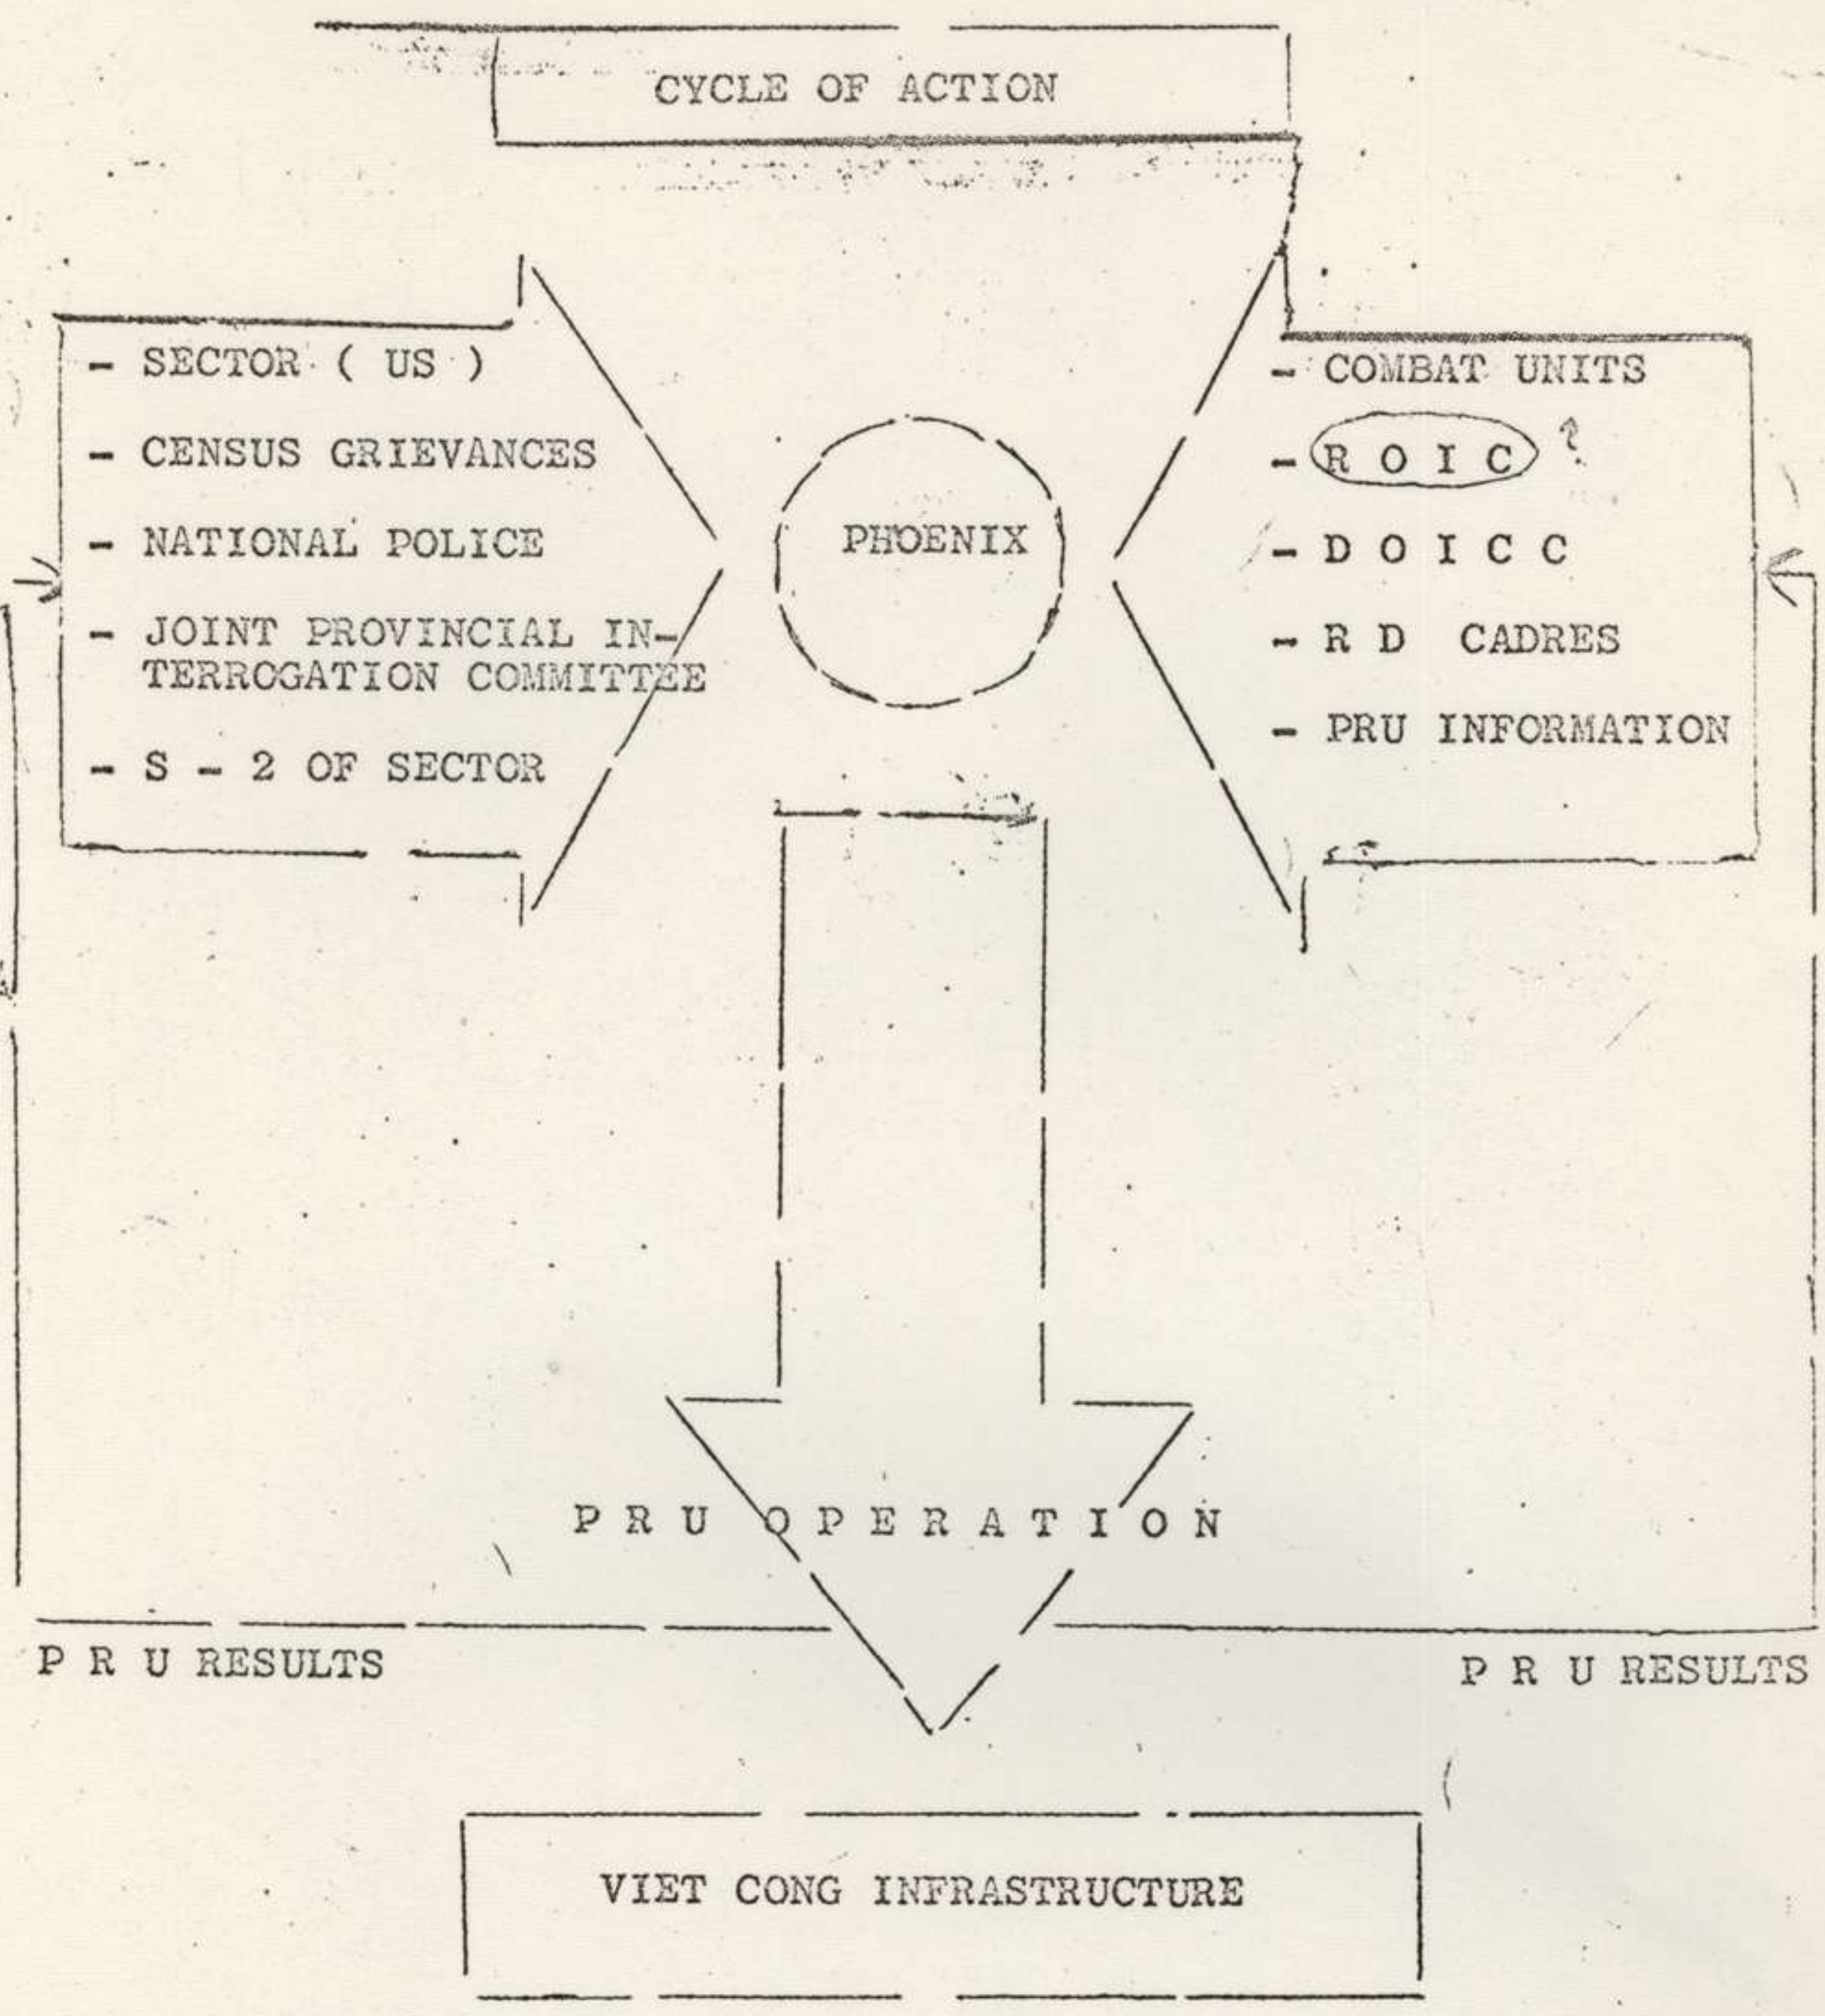 CYCLE OF ACTION
- SECTOR ( US )
- CENSUS GRIEVANCES
- NATIONAL POLICE
- JOINT PROVINCIAL IN-
TERROGATION COMMITTEE
- S - 2 OF SECTOR
PHOENIX
- COMBAT UNITS
- R O I C ?
- D O I C C
- R D CADRES
- PRU INFORMATION
P R U O P E R A T I O N
P R U RESULTS
P R U RESULTS
VIET CONG INFRASTRUCTURE